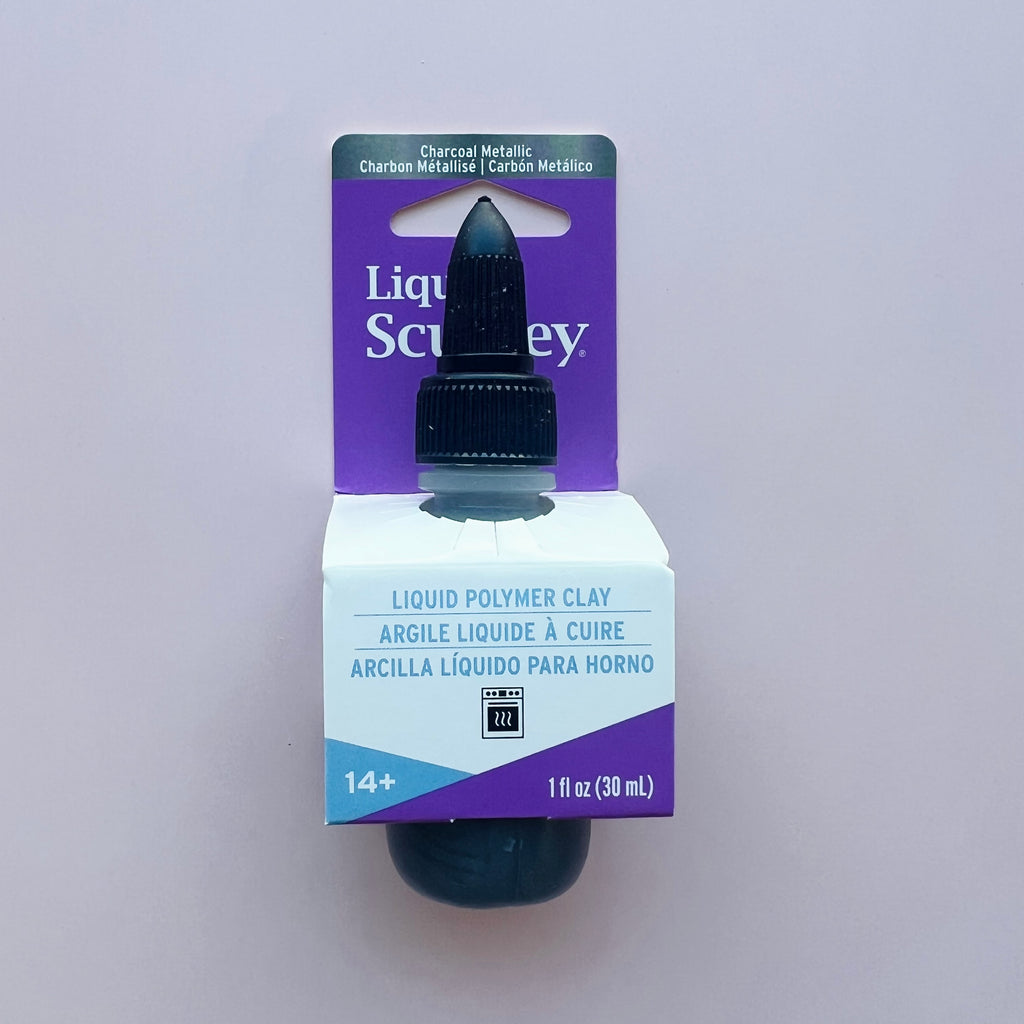 Charcoal Metallic
Charbon Métallisé | Carbón Metálico
LIQUID POLYMER CLAY
ARGILE LIQUIDE À CUIRE
ARCILLA LÍQUIDO PARA HORNO
14+
1 fl oz (30 mL)